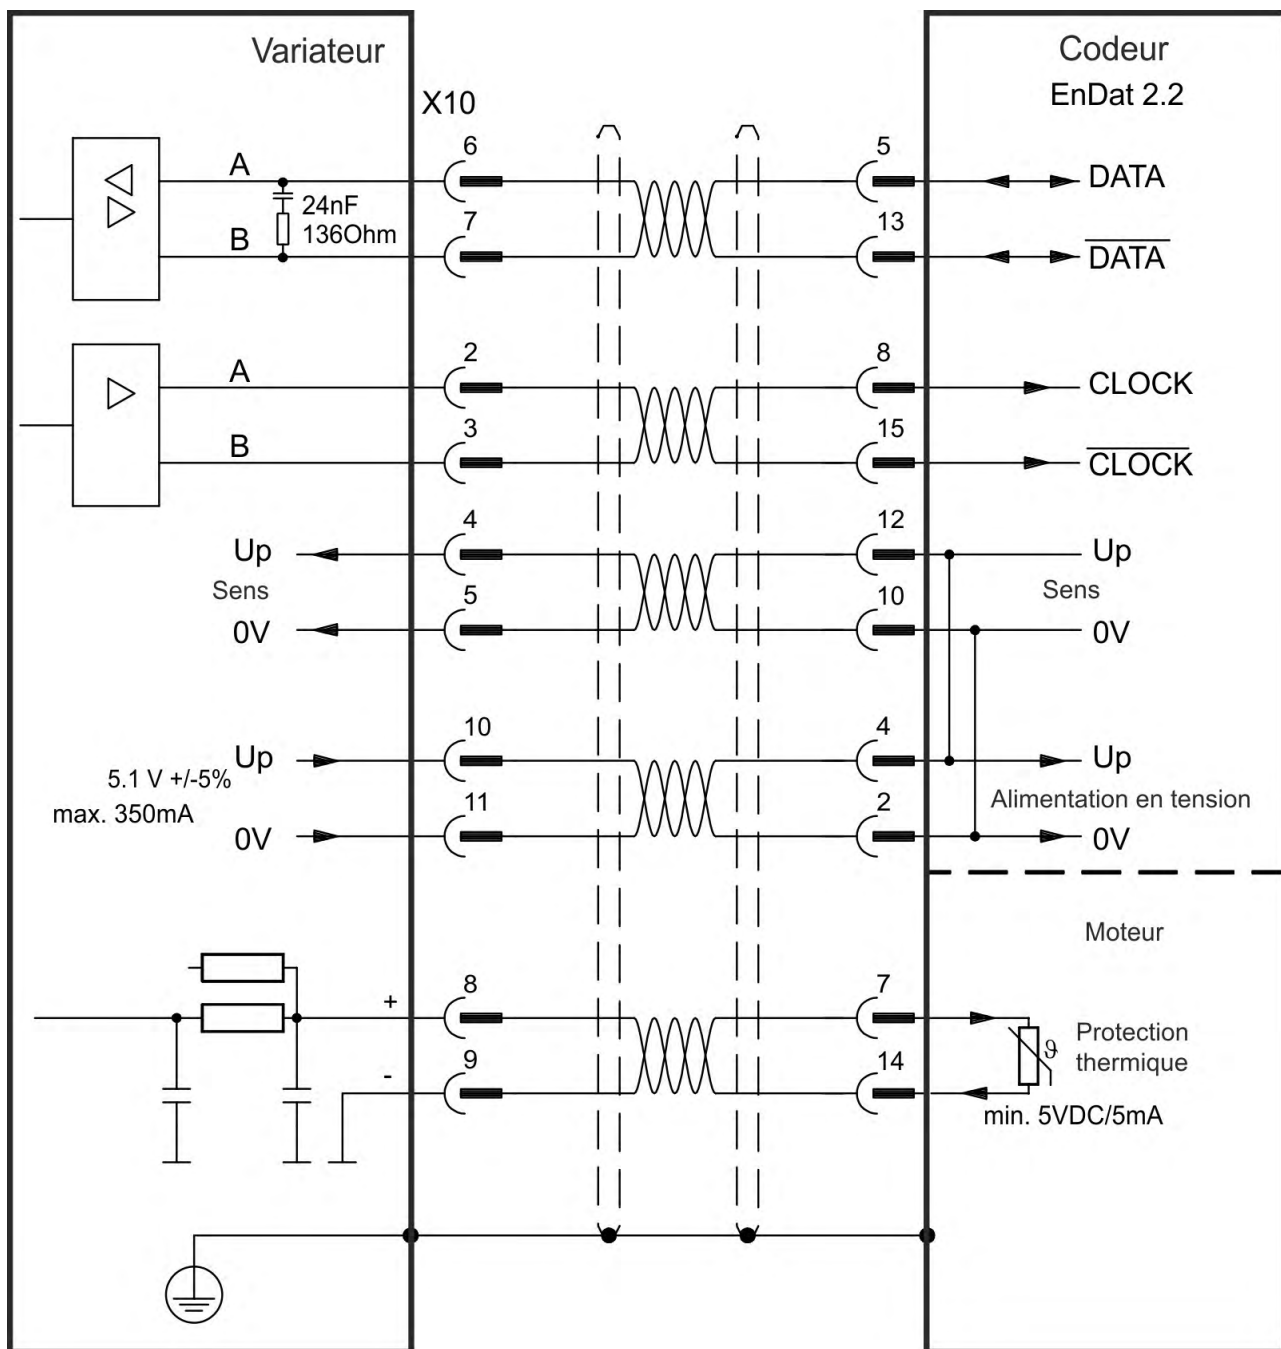 Variateur
Codeur
EnDat 2.2
X10
A
6
5
DATA
24nF
136Ohm
B
7
13
DATA
A
2
8
CLOCK
B
3
15
CLOCK
Up
4
12
Up
Sens
Sens
0V
5
10
0V
Up
10
4
Up
5.1 V +/-5%
max. 350mA
Alimentation en tension
0V
11
2
0V
Moteur
+
8
7
Protection
thermique
ϑ
-
9
14
min. 5VDC/5mA